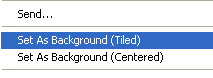 Send...
Set As Background (Tiled)
Set As Background (Centered)